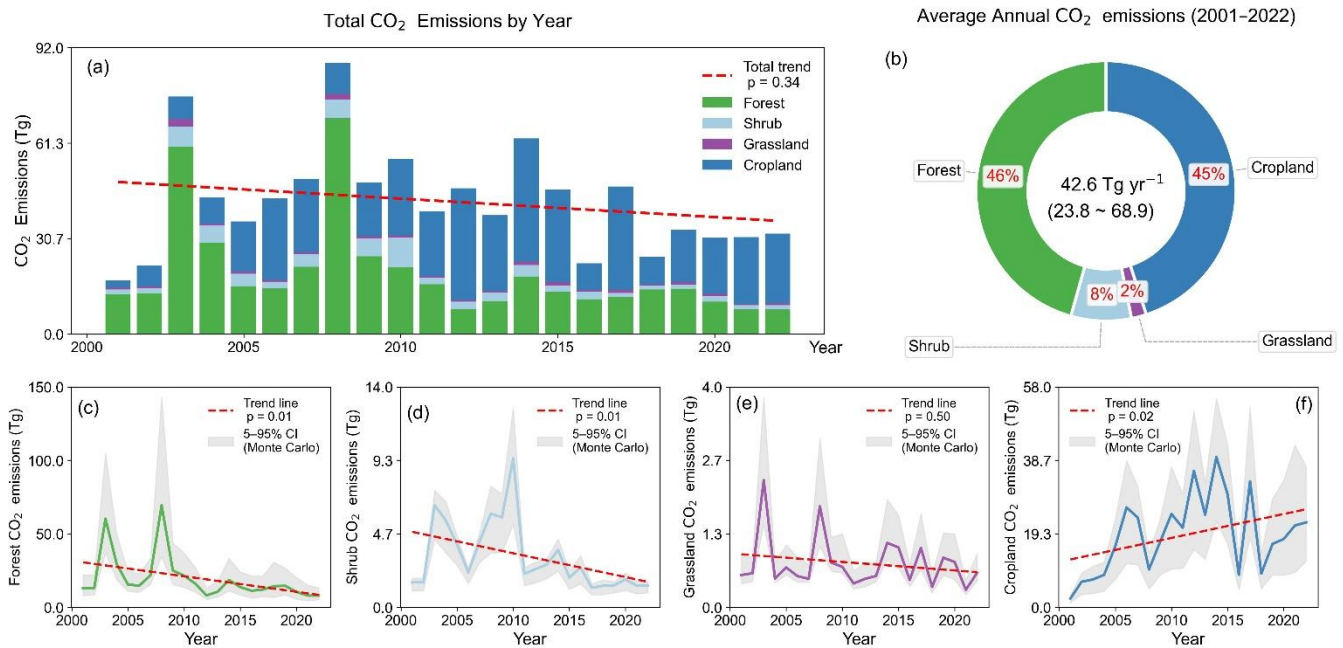 Total CO₂ Emissions by Year
(a)
CO₂ Emissions (Tg)
92.0
61.3
30.7
0.0
2000
2005
2010
2015
2020
Year
Total trend
p = 0.34
Forest
Shrub
Grassland
Cropland
Average Annual CO₂ emissions (2001–2022)
(b)
Forest
46%
42.6 Tg yr⁻¹
(23.8 ~ 68.9)
45%
Cropland
8%
2%
Shrub
Grassland
(c)
Forest CO₂ emissions (Tg)
150.0
100.0
50.0
0.0
2000
2005
2010
2015
2020
Year
Trend line
p = 0.01
5–95% CI
(Monte Carlo)
(d)
Shrub CO₂ emissions (Tg)
14.0
9.3
4.7
0.0
2000
2005
2010
2015
2020
Year
Trend line
p = 0.01
5–95% CI
(Monte Carlo)
(e)
Grassland CO₂ emissions (Tg)
4.0
2.7
1.3
0.0
2000
2005
2010
2015
2020
Year
Trend line
p = 0.50
5–95% CI
(Monte Carlo)
(f)
Cropland CO₂ emissions (Tg)
58.0
38.7
19.3
0.0
2000
2005
2010
2015
2020
Year
Trend line
p = 0.02
5–95% CI
(Monte Carlo)